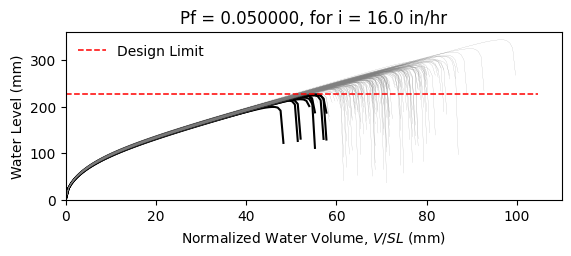 Pf = 0.050000, for i = 16.0 in/hr
Water Level (mm)
300
200
100
0
Design Limit
0 20 40 60 80 100
Normalized Water Volume, V/SL (mm)